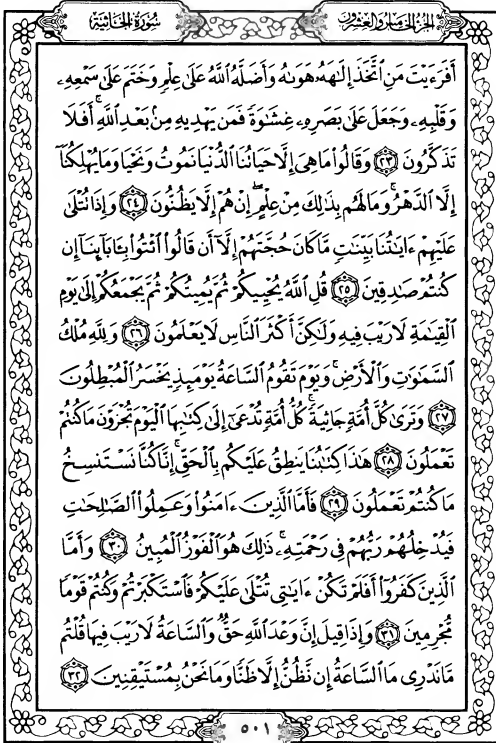 الجزء الخامس والعشرون
سورة الجاثية
أَفَرَءَيْتَ مَنِ ٱتَّخَذَ إِلَٰهَهُۥ هَوَىٰهُ وَأَضَلَّهُ ٱللَّهُ عَلَىٰ عِلْمٍ وَخَتَمَ عَلَىٰ سَمْعِهِۦ
وَقَلْبِهِۦ وَجَعَلَ عَلَىٰ بَصَرِهِۦ غِشَٰوَةً فَمَن يَهْدِيهِ مِنۢ بَعْدِ ٱللَّهِ ۚ أَفَلَا
تَذَكَّرُونَ ٢٣ وَقَالُوا۟ مَا هِىَ إِلَّا حَيَاتُنَا ٱلدُّنْيَا نَمُوتُ وَنَحْيَا وَمَا يُهْلِكُنَآ
إِلَّا ٱلدَّهْرُ ۚ وَمَا لَهُم بِذَٰلِكَ مِنْ عِلْمٍ ۖ إِنْ هُمْ إِلَّا يَظُنُّونَ ٢٤ وَإِذَا تُتْلَىٰ
عَلَيْهِمْ ءَايَٰتُنَا بَيِّنَٰتٍ مَّا كَانَ حُجَّتَهُمْ إِلَّآ أَن قَالُوا۟ ٱئْتُوا۟ بِـَٔابَآئِنَآ إِن
كُنتُمْ صَٰدِقِينَ ٢٥ قُلِ ٱللَّهُ يُحْيِيكُمْ ثُمَّ يُمِيتُكُمْ ثُمَّ يَجْمَعُكُمْ إِلَىٰ يَوْمِ
ٱلْقِيَٰمَةِ لَا رَيْبَ فِيهِ وَلَٰكِنَّ أَكْثَرَ ٱلنَّاسِ لَا يَعْلَمُونَ ٢٦ وَلِلَّهِ مُلْكُ
ٱلسَّمَٰوَٰتِ وَٱلْأَرْضِ ۚ وَيَوْمَ تَقُومُ ٱلسَّاعَةُ يَوْمَئِذٍ يَخْسَرُ ٱلْمُبْطِلُونَ
٢٧ وَتَرَىٰ كُلَّ أُمَّةٍ جَاثِيَةً ۚ كُلُّ أُمَّةٍ تُدْعَىٰٓ إِلَىٰ كِتَٰبِهَا ٱلْيَوْمَ تُجْزَوْنَ مَا كُنتُمْ
تَعْمَلُونَ ٢٨ هَٰذَا كِتَٰبُنَا يَنطِقُ عَلَيْكُم بِٱلْحَقِّ ۚ إِنَّا كُنَّا نَسْتَنسِخُ
مَا كُنتُمْ تَعْمَلُونَ ٢٩ فَأَمَّا ٱلَّذِينَ ءَامَنُوا۟ وَعَمِلُوا۟ ٱلصَّٰلِحَٰتِ
فَيُدْخِلُهُمْ رَبُّهُمْ فِى رَحْمَتِهِۦ ۚ ذَٰلِكَ هُوَ ٱلْفَوْزُ ٱلْمُبِينُ ٣٠ وَأَمَّا
ٱلَّذِينَ كَفَرُوٓا۟ أَفَلَمْ تَكُنْ ءَايَٰتِى تُتْلَىٰ عَلَيْكُمْ فَٱسْتَكْبَرْتُمْ وَكُنتُمْ قَوْمًا
مُّجْرِمِينَ ٣١ وَإِذَا قِيلَ إِنَّ وَعْدَ ٱللَّهِ حَقٌّ وَٱلسَّاعَةُ لَا رَيْبَ فِيهَا قُلْتُم
مَّا نَدْرِى مَا ٱلسَّاعَةُ إِن نَّظُنُّ إِلَّا ظَنًّا وَمَا نَحْنُ بِمُسْتَيْقِنِينَ ٣٢
٥٠١